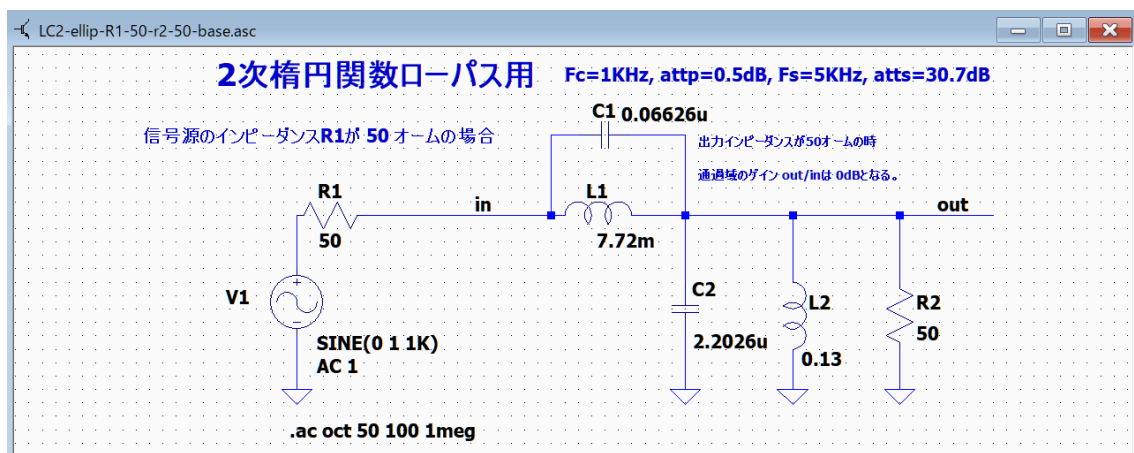 LC2-ellip-R1-50-r2-50-base.asc
2次楕円関数ローパス用 Fc=1KHz, attp=0.5dB, Fs=5KHz, atts=30.7dB
C1 0.06626u
信号源のインピーダンスR1が 50 オームの場合
出力インピーダンスが50オームの時
通過域のゲイン out/inは 0dBとなる。
R1
in
L1
out
50
7.72m
V1
C2
L2
R2
2.2026u
50
SINE(0 1 1K)
0.13
AC 1
.ac oct 50 100 1meg